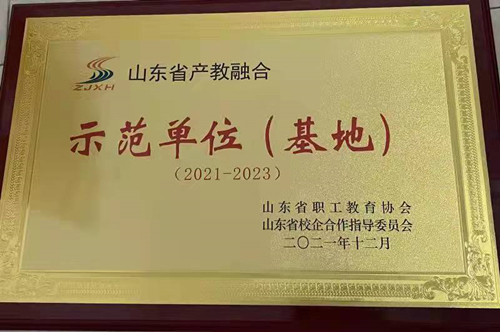 ZJXH
山东省产教融合
示范单位（基地）
（2021-2023）
山东省职工教育协会
山东省校企合作指导委员会
二〇二一年十二月